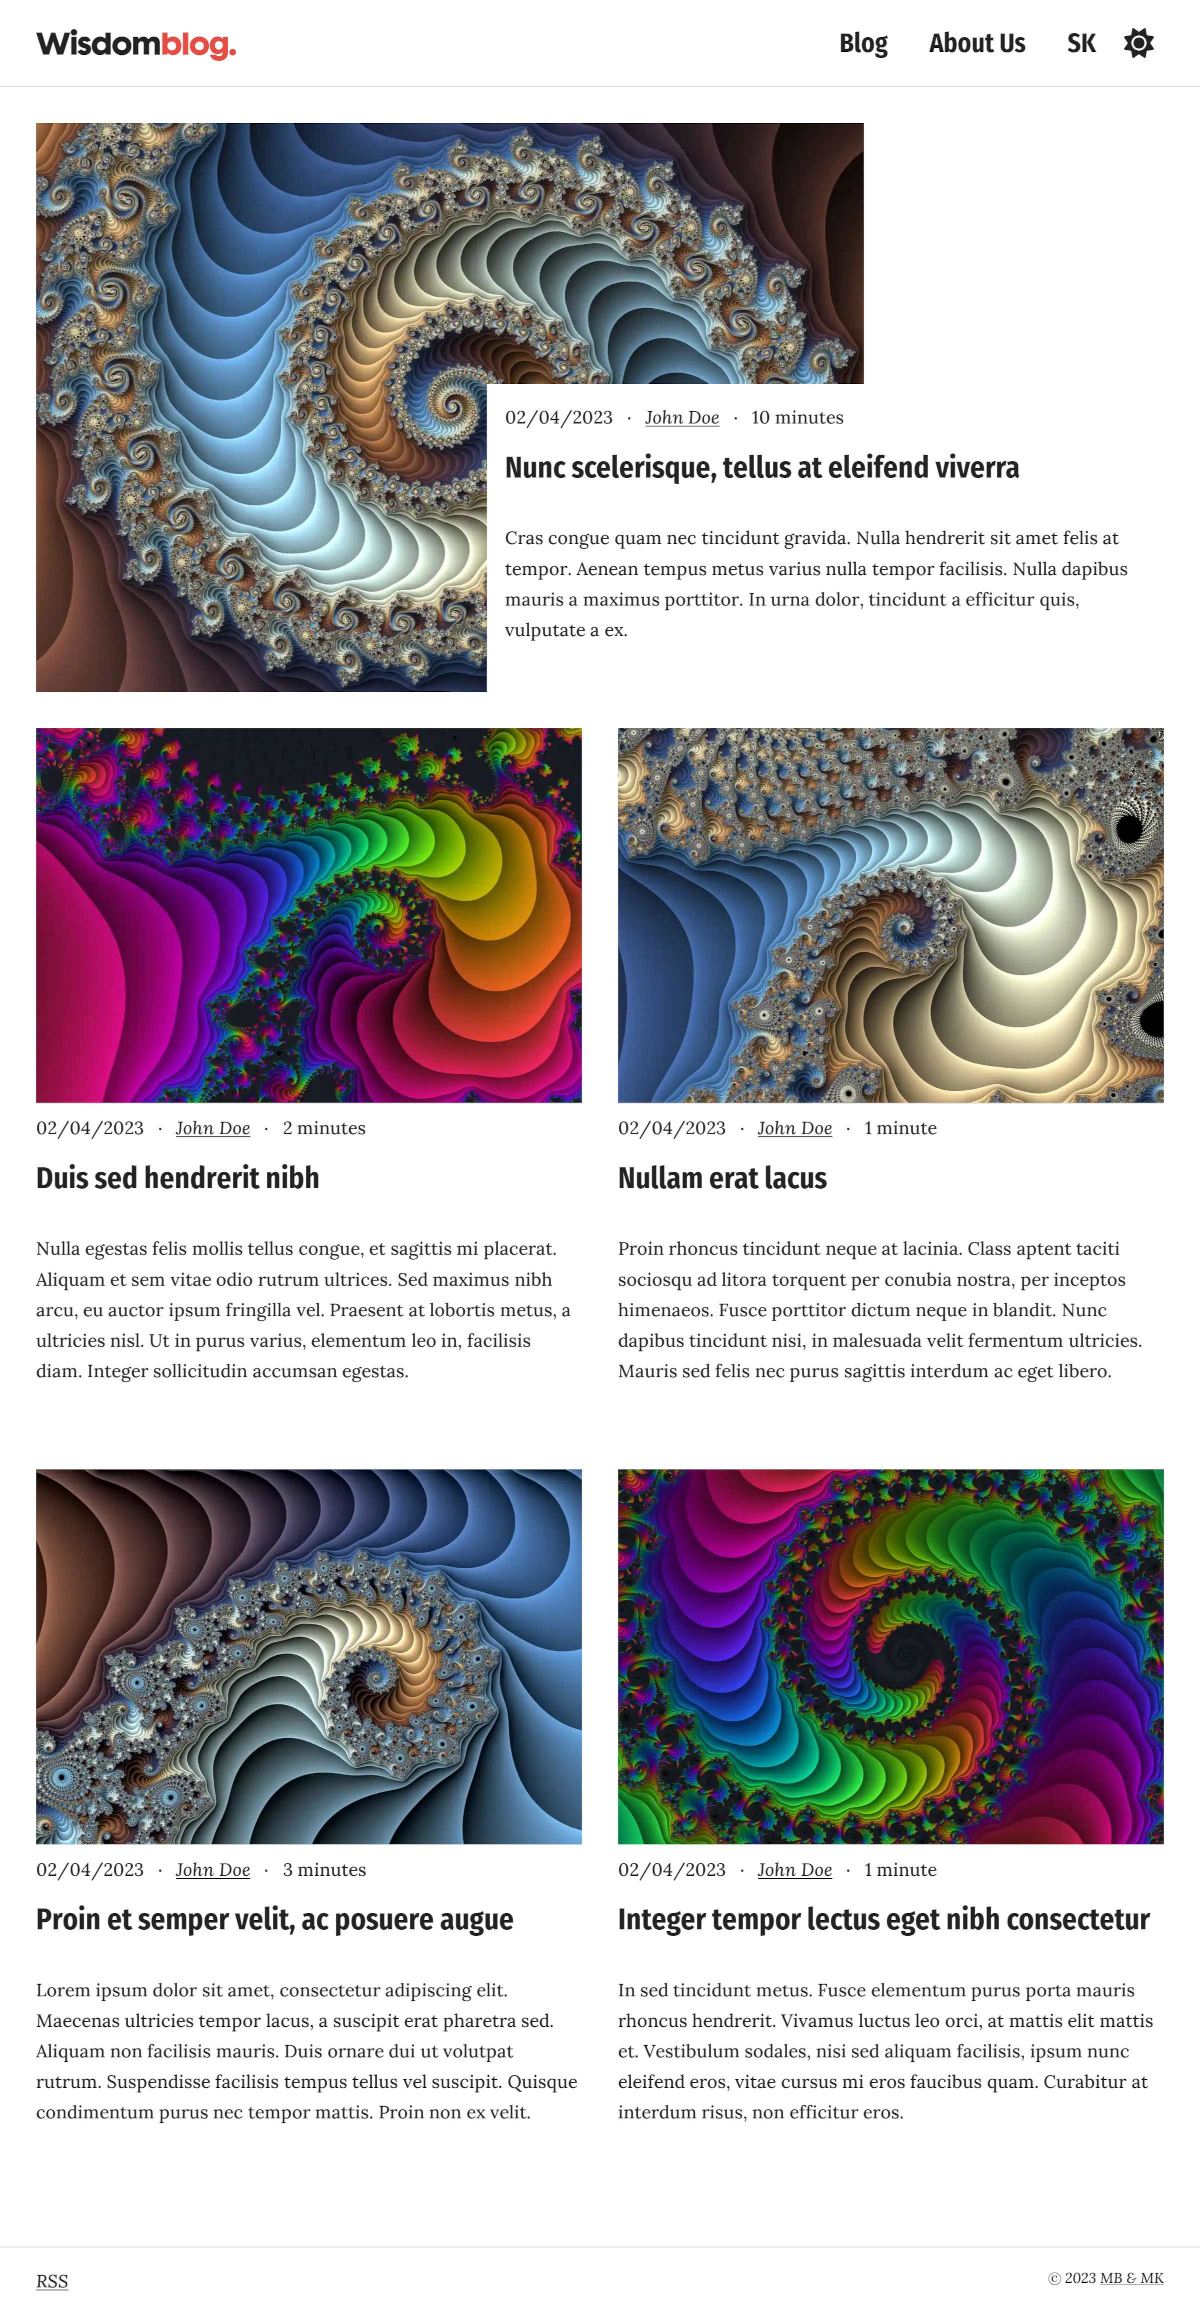 Wisdomblog.
Blog About Us SK
02/04/2023 · John Doe · 10 minutes
Nunc scelerisque, tellus at eleifend viverra
Cras congue quam nec tincidunt gravida. Nulla hendrerit sit amet felis at
tempor. Aenean tempus metus varius nulla tempor facilisis. Nulla dapibus
mauris a maximus porttitor. In urna dolor, tincidunt a efficitur quis,
vulputate a ex.
02/04/2023 · John Doe · 2 minutes
Duis sed hendrerit nibh
Nulla egestas felis mollis tellus congue, et sagittis mi placerat.
Aliquam et sem vitae odio rutrum ultrices. Sed maximus nibh
arcu, eu auctor ipsum fringilla vel. Praesent at lobortis metus, a
ultricies nisl. Ut in purus varius, elementum leo in, facilisis
diam. Integer sollicitudin accumsan egestas.
02/04/2023 · John Doe · 1 minute
Nullam erat lacus
Proin rhoncus tincidunt neque at lacinia. Class aptent taciti
sociosqu ad litora torquent per conubia nostra, per inceptos
himenaeos. Fusce porttitor dictum neque in blandit. Nunc
dapibus tincidunt nisi, in malesuada velit fermentum ultricies.
Mauris sed felis nec purus sagittis interdum ac eget libero.
02/04/2023 · John Doe · 3 minutes
Proin et semper velit, ac posuere augue
Lorem ipsum dolor sit amet, consectetur adipiscing elit.
Maecenas ultricies tempor lacus, a suscipit erat pharetra sed.
Aliquam non facilisis mauris. Duis ornare dui ut volutpat
rutrum. Suspendisse facilisis tempus tellus vel suscipit. Quisque
condimentum purus nec tempor mattis. Proin non ex velit.
02/04/2023 · John Doe · 1 minute
Integer tempor lectus eget nibh consectetur
In sed tincidunt metus. Fusce elementum purus porta mauris
rhoncus hendrerit. Vivamus luctus leo orci, at mattis elit mattis
et. Vestibulum sodales, nisi sed aliquam facilisis, ipsum nunc
eleifend eros, vitae cursus mi eros faucibus quam. Curabitur at
interdum risus, non efficitur eros.
RSS
© 2023 MB & MK